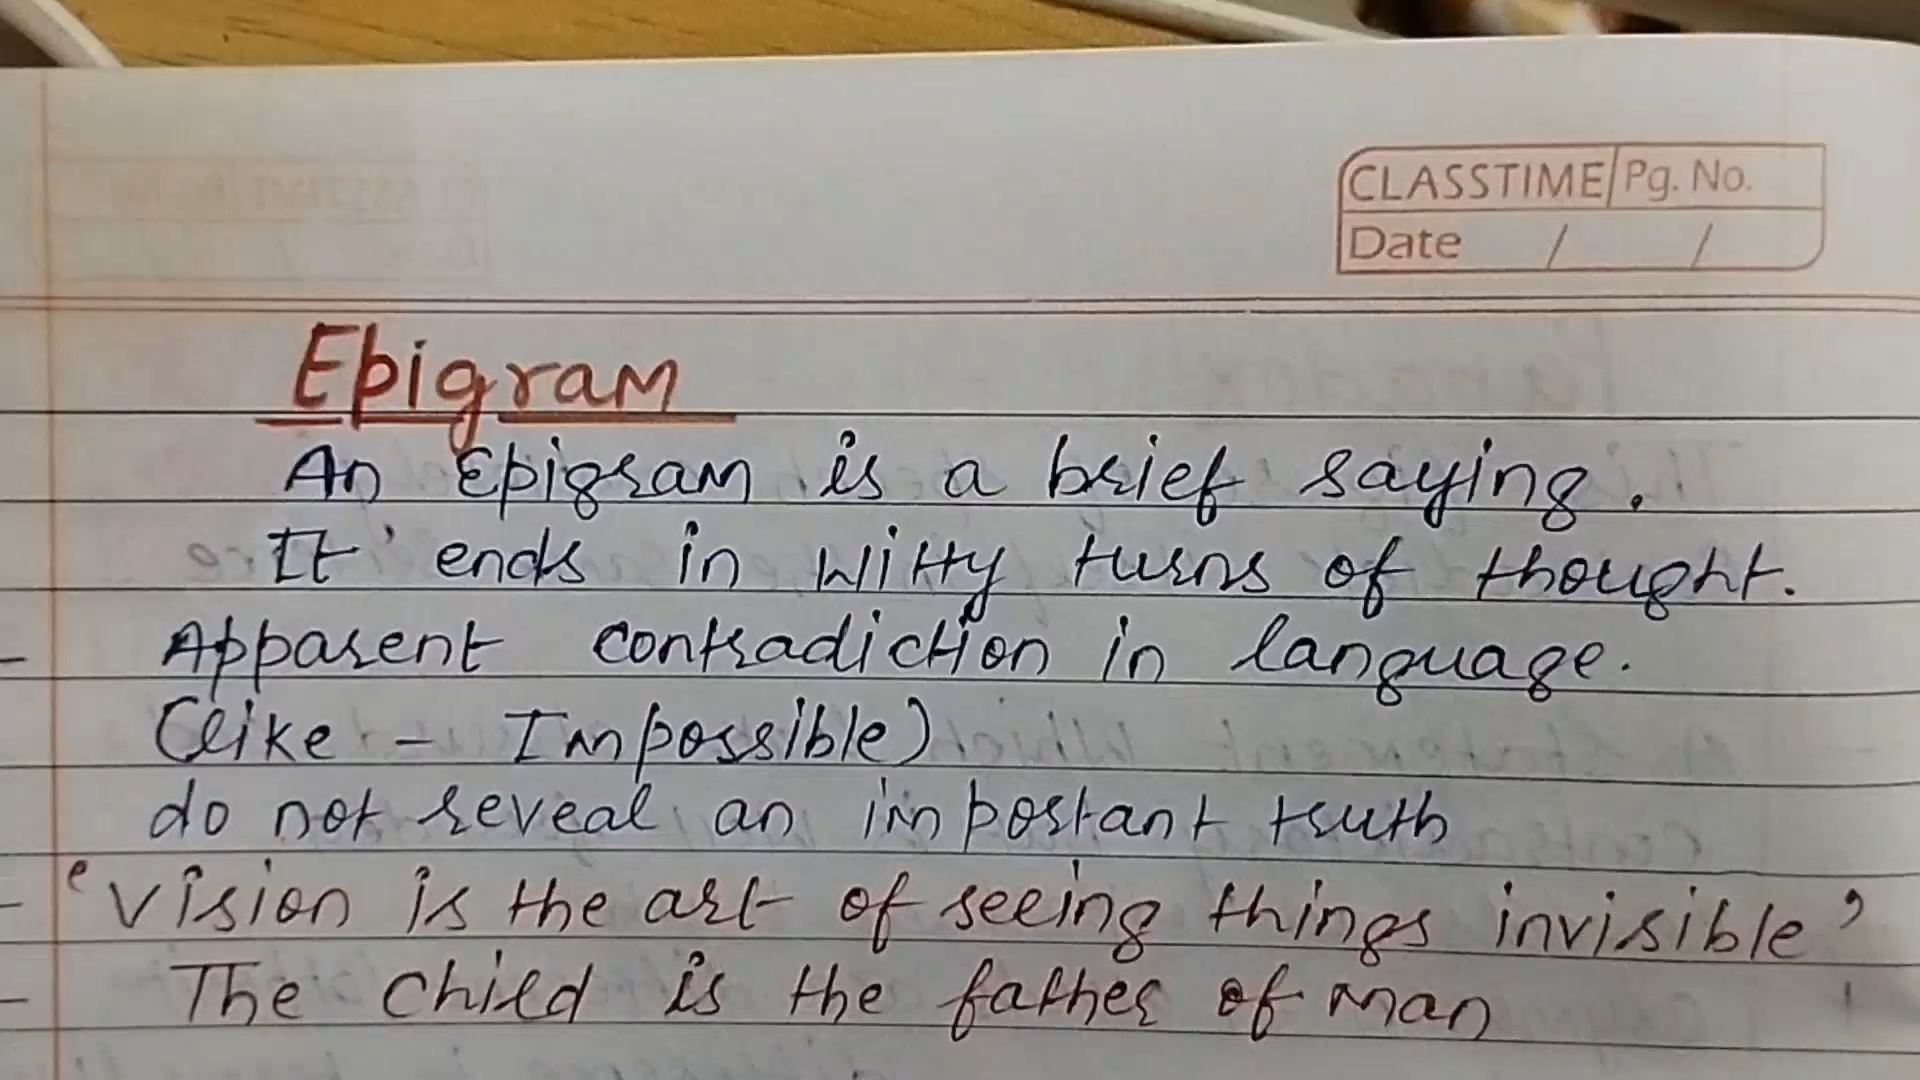 CLASSTIME Pg. No.
Date / /
Epigram
An Epigram is a brief saying.
It ends in witty turns of thought.
- Apparent contradiction in language.
(like - Impossible)
do not reveal an important truth
- 'Vision is the art of seeing things invisible'
- The Child is the father of man